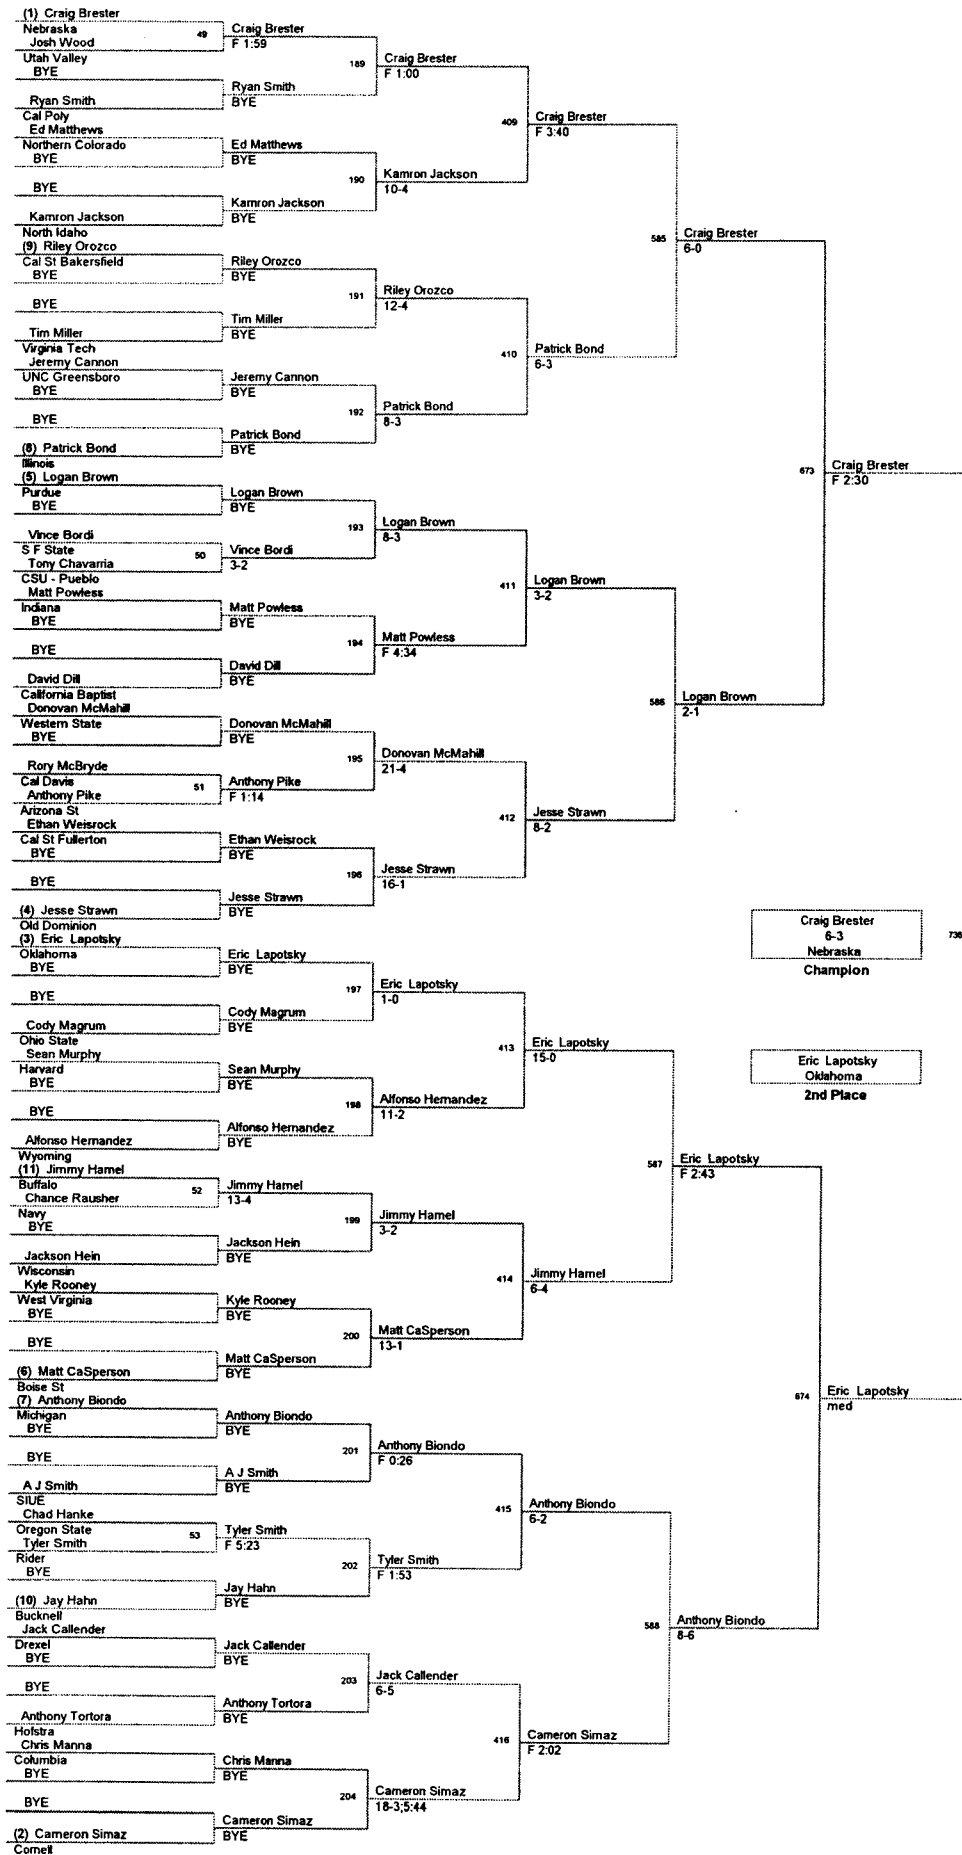 (1) Craig Brester
Nebraska
49
Josh Wood
Utah Valley
BYE
Ryan Smith
Cal Poly
Ed Matthews
Northern Colorado
BYE
BYE
Kamron Jackson
North Idaho
(9) Riley Orozco
Cal St Bakersfield
BYE
BYE
Tim Miller
Virginia Tech
Jeremy Cannon
UNC Greensboro
BYE
BYE
(8) Patrick Bond
Illinois
(5) Logan Brown
Purdue
BYE
Vince Bordi
S F State
50
Tony Chavarria
CSU - Pueblo
Matt Powless
Indiana
BYE
BYE
David Dill
California Baptist
Donovan McMahill
Western State
BYE
Rory McBryde
Cal Davis
51
Anthony Pike
Arizona St
Ethan Weisrock
Cal St Fullerton
BYE
BYE
(4) Jesse Strawn
Old Dominion
(3) Eric Lapotsky
Oklahoma
BYE
BYE
Cody Magrum
Ohio State
Sean Murphy
Harvard
BYE
BYE
Alfonso Hernandez
Wyoming
(11) Jimmy Hamel
Buffalo
52
Chance Rausher
Navy
BYE
Jackson Hein
Wisconsin
Kyle Rooney
West Virginia
BYE
BYE
(6) Matt CaSperson
Boise St
(7) Anthony Biondo
Michigan
BYE
BYE
A J Smith
SIUE
Chad Hanke
Oregon State
53
Tyler Smith
Rider
BYE
(10) Jay Hahn
Bucknell
Jack Callender
Drexel
BYE
BYE
Anthony Tortora
Hofstra
Chris Manna
Columbia
BYE
BYE
(2) Cameron Simaz
Cornell
Craig Brester
F 1:59
189
Ryan Smith
BYE
Ed Matthews
BYE
190
Kamron Jackson
BYE
Riley Orozco
BYE
191
Tim Miller
BYE
Jeremy Cannon
BYE
192
Patrick Bond
BYE
Logan Brown
BYE
193
Vince Bordi
3-2
Matt Powless
BYE
194
David Dill
BYE
Donovan McMahill
BYE
195
Anthony Pike
F 1:14
Ethan Weisrock
BYE
196
Jesse Strawn
BYE
Eric Lapotsky
BYE
197
Cody Magrum
BYE
Sean Murphy
BYE
198
Alfonso Hernandez
BYE
Jimmy Hamel
13-4
199
Jackson Hein
BYE
Kyle Rooney
BYE
200
Matt CaSperson
BYE
Anthony Biondo
BYE
201
A J Smith
BYE
Tyler Smith
F 5:23
202
Jay Hahn
BYE
Jack Callender
BYE
203
Anthony Tortora
BYE
Chris Manna
BYE
204
Cameron Simaz
BYE
Craig Brester
F 1:00
409
Kamron Jackson
10-4
Riley Orozco
12-4
410
Patrick Bond
8-3
Logan Brown
8-3
411
Matt Powless
F 4:34
Donovan McMahill
21-4
412
Jesse Strawn
16-1
Eric Lapotsky
1-0
413
Alfonso Hernandez
11-2
Jimmy Hamel
3-2
414
Matt CaSperson
13-1
Anthony Biondo
F 0:26
415
Tyler Smith
F 1:53
Jack Callender
6-5
416
Cameron Simaz
18-3;5:44
Craig Brester
F 3:40
585
Patrick Bond
6-3
Logan Brown
3-2
586
Jesse Strawn
8-2
Eric Lapotsky
15-0
587
Jimmy Hamel
6-4
Anthony Biondo
6-2
588
Cameron Simaz
F 2:02
Craig Brester
6-0
673
Logan Brown
2-1
Eric Lapotsky
F 2:43
674
Anthony Biondo
8-6
Craig Brester
F 2:30
Craig Brester
6-3
736
Nebraska
Champion
Eric Lapotsky
Oklahoma
2nd Place
Eric Lapotsky
med